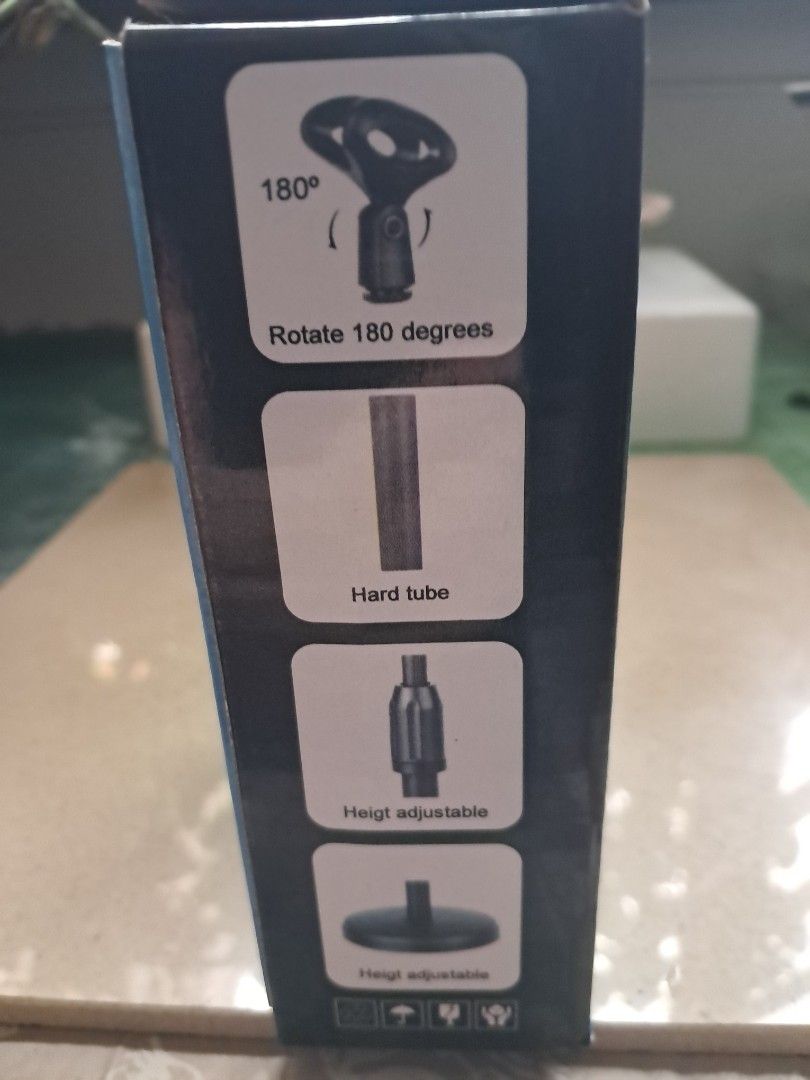 180º
Rotate 180 degrees
Hard tube
Heigt adjustable
Heigt adjustable